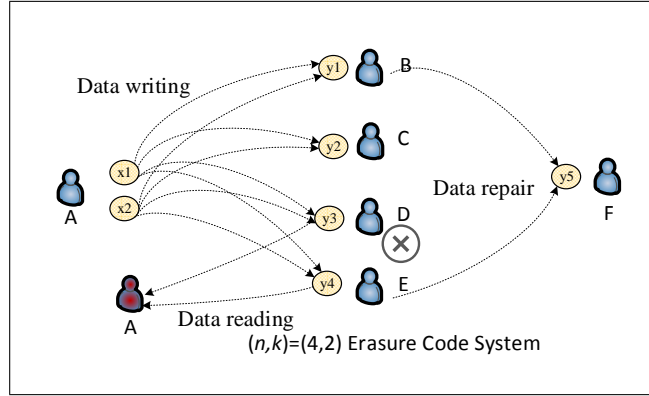 y1
B
Data writing
y2
C
x1
A
x2
y3
D
Data repair
y5
F
y4
E
A
Data reading
(n,k)=(4,2) Erasure Code System